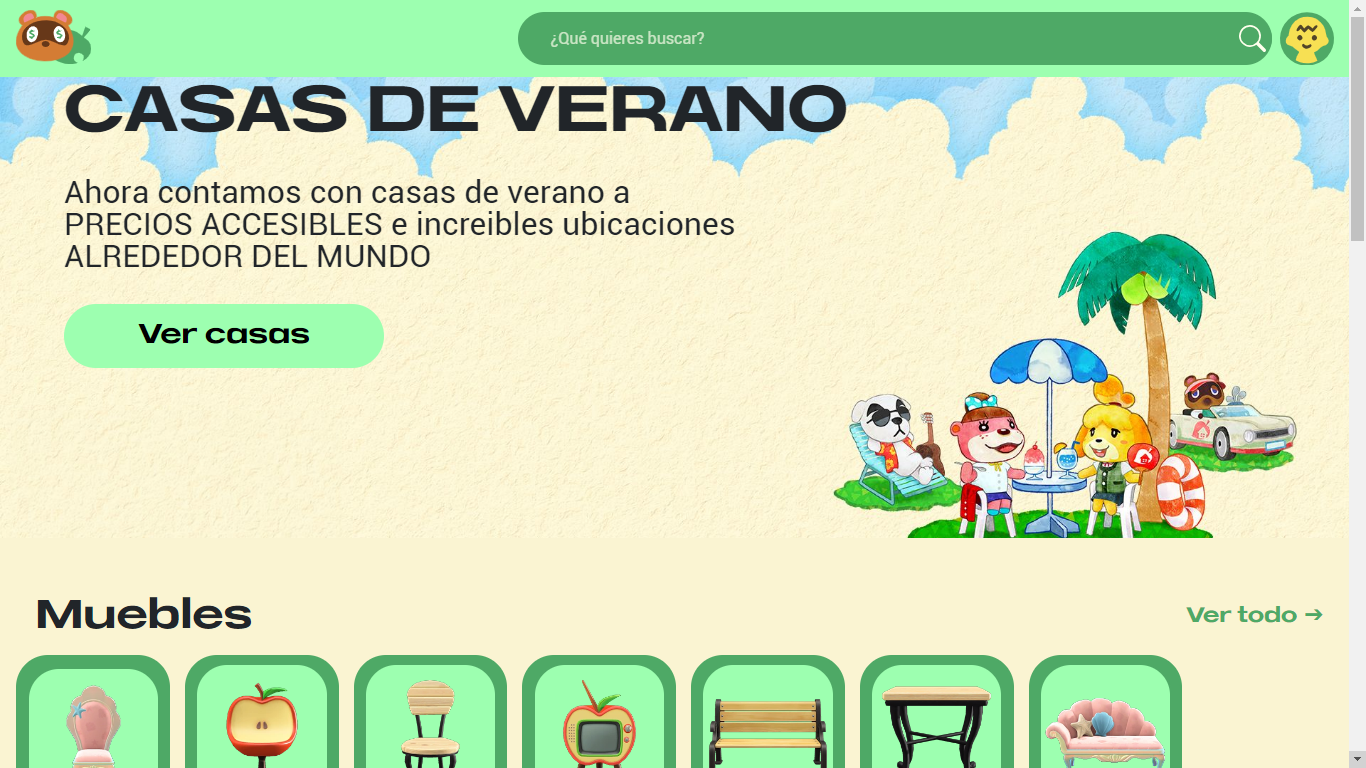 ¿Qué quieres buscar?
CASAS DE VERANO
Ahora contamos con casas de verano a
PRECIOS ACCESIBLES e increibles ubicaciones
ALREDEDOR DEL MUNDO
Ver casas
Muebles
Ver todo →